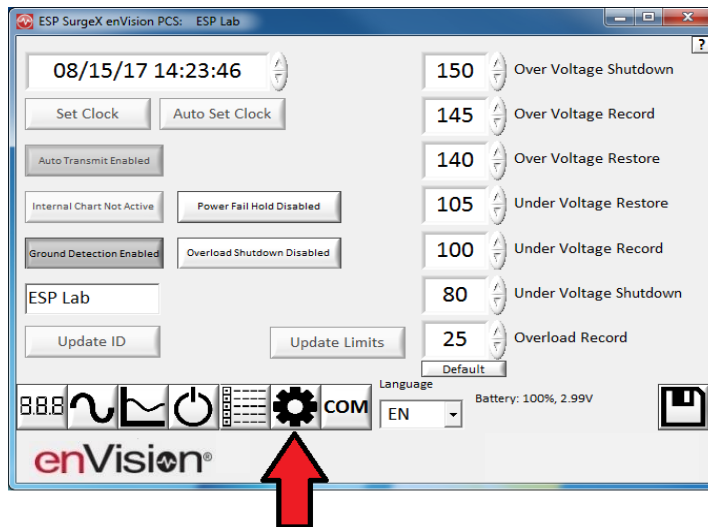 ESP SurgeX enVision PCS: ESP Lab
?
08/15/17 14:23:46
150 Over Voltage Shutdown
Set Clock Auto Set Clock
145 Over Voltage Record
Auto Transmit Enabled
140 Over Voltage Restore
Internal Chart Not Active Power Fail Hold Disabled
105 Under Voltage Restore
Ground Detection Enabled Overload Shutdown Disabled
100 Under Voltage Record
ESP Lab
80 Under Voltage Shutdown
Update ID Update Limits
25 Overload Record
Default
8.8.8 COM
Language
EN
Battery: 100%, 2.99V
enVision®